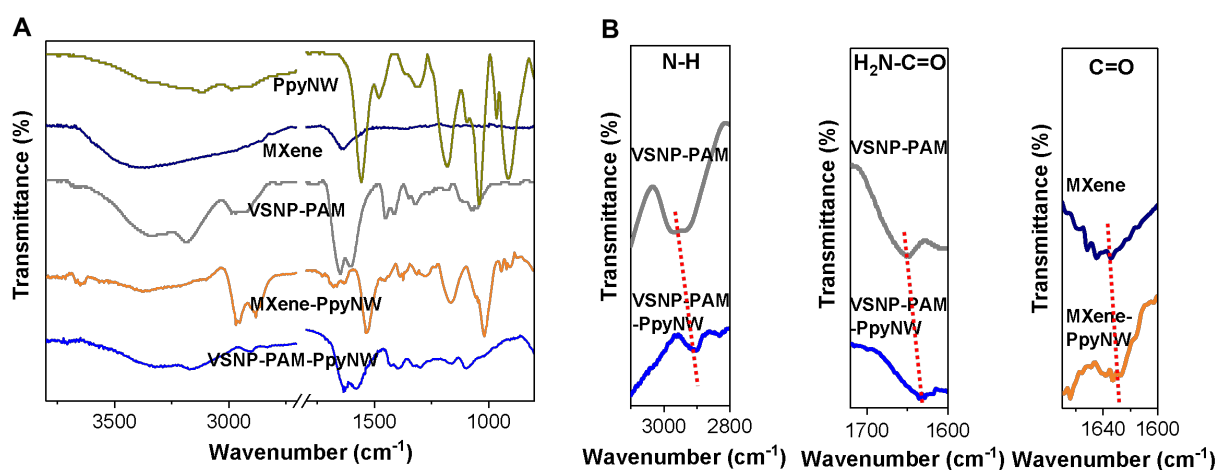 A
Transmittance (%)
PpyNW
MXene
VSNP-PAM
MXene-PpyNW
VSNP-PAM-PpyNW
3500 3000 1500 1000
Wavenumber (cm⁻¹)
B
Transmittance (%)
N-H
VSNP-PAM
VSNP-PAM
-PpyNW
3000 2800
Wavenumber (cm⁻¹)
Transmittance (%)
H₂N-C=O
VSNP-PAM
VSNP-PAM
-PpyNW
1720 1600
Wavenumber (cm⁻¹)
Transmittance (%)
C=O
MXene
MXene-
PpyNW
1640 1600
Wavenumber (cm⁻¹)